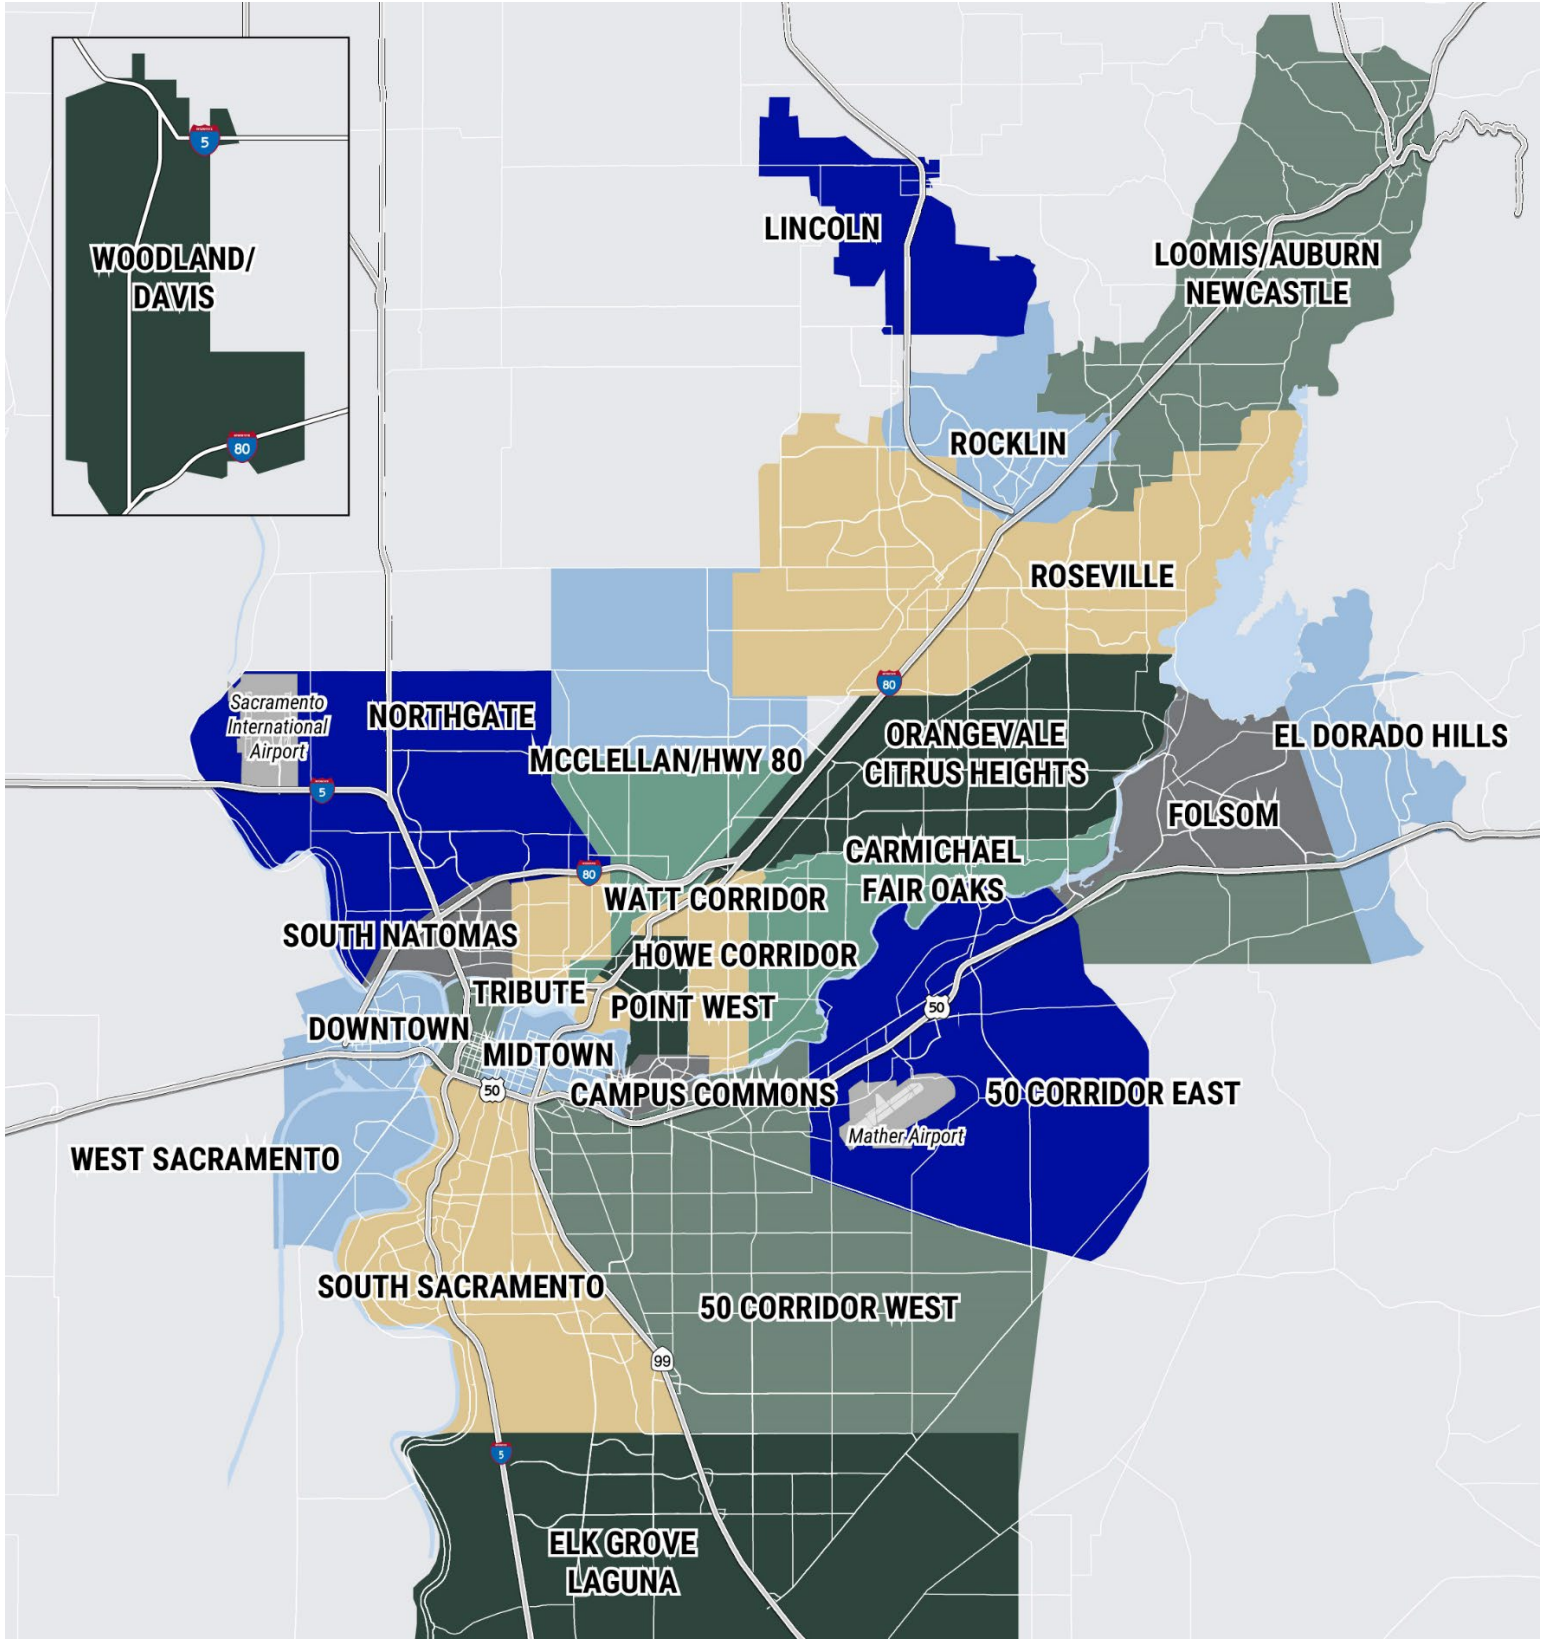 5
WOODLAND/
DAVIS
80
LINCOLN
LOOMIS/AUBURN
NEWCASTLE
ROCKLIN
ROSEVILLE
80
Sacramento
International
Airport
NORTHGATE
5
MCCLELLAN/HWY 80
ORANGEVALE
CITRUS HEIGHTS
EL DORADO HILLS
FOLSOM
CARMICHAEL
FAIR OAKS
80
WATT CORRIDOR
SOUTH NATOMAS
HOWE CORRIDOR
TRIBUTE
POINT WEST
50
DOWNTOWN
MIDTOWN
50
CAMPUS COMMONS
50 CORRIDOR EAST
Mather Airport
WEST SACRAMENTO
SOUTH SACRAMENTO
50 CORRIDOR WEST
99
5
ELK GROVE
LAGUNA